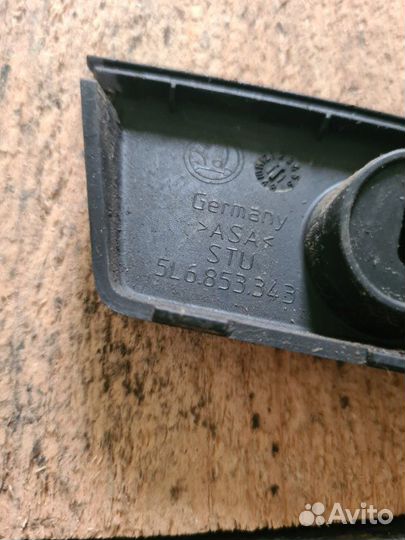 Germany
>ASA<
STU
5L6.853.343
Avito